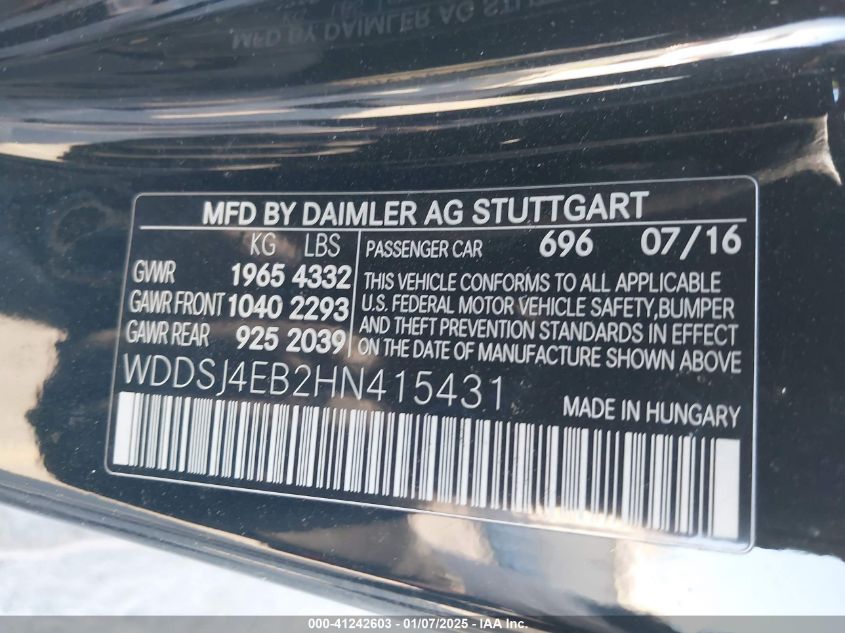 MFD BY DAIMLER AG STUTTGART
KG LBS
GVWR 1965 4332
GAWR FRONT 1040 2293
GAWR REAR 925 2039
PASSENGER CAR 696 07/16
THIS VEHICLE CONFORMS TO ALL APPLICABLE
U.S. FEDERAL MOTOR VEHICLE SAFETY,BUMPER
AND THEFT PREVENTION STANDARDS IN EFFECT
ON THE DATE OF MANUFACTURE SHOWN ABOVE
WDDSJ4EB2HN415431
MADE IN HUNGARY
000-41242603 - 01/07/2025 - IAA Inc.